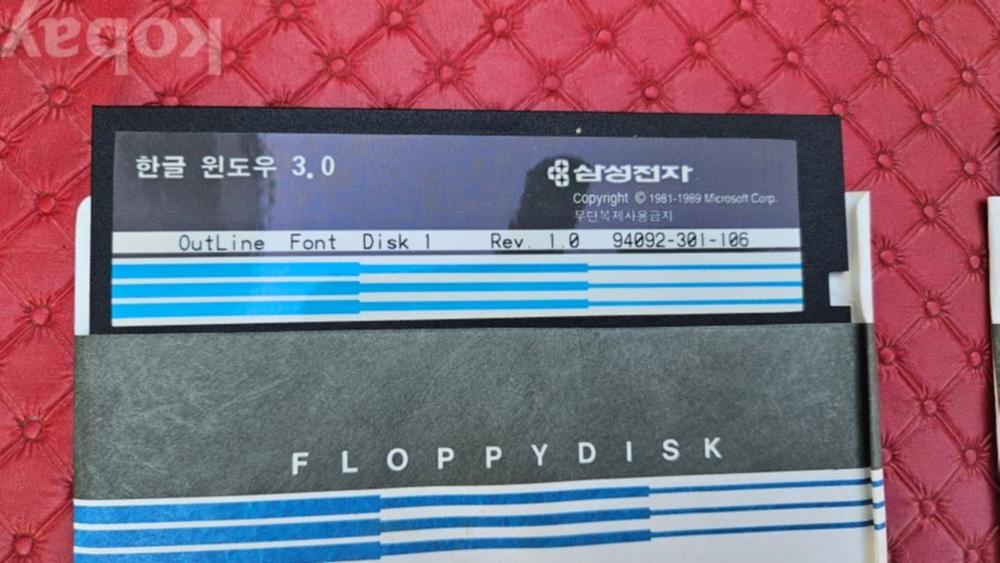 kobay
한글 윈도우 3.0
삼성전자
Copyright © 1981-1989 Microsoft Corp.
무단복제사용금지
OutLine Font Disk 1 Rev. 1.0 94092-301-106
FLOPPYDISK